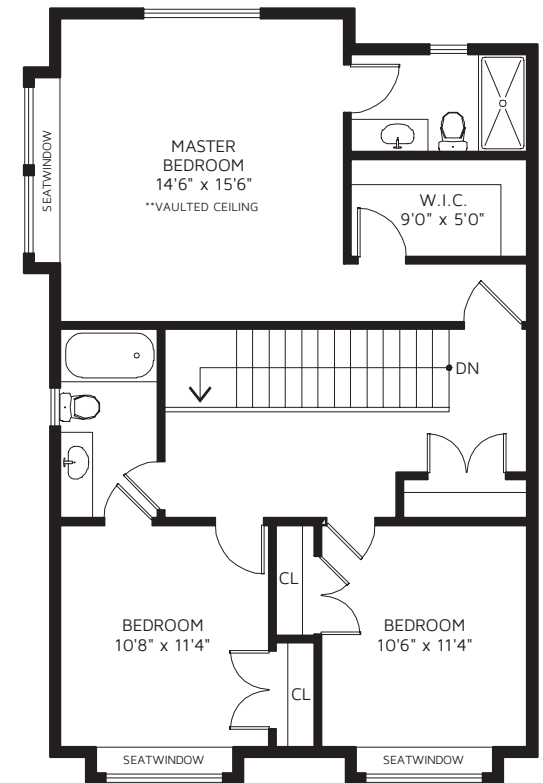 SEATWINDOW
MASTER
BEDROOM
14'6" x 15'6"
**VAULTED CEILING
W.I.C.
9'0" x 5'0"
DN
CL
BEDROOM
10'8" x 11'4"
BEDROOM
10'6" x 11'4"
CL
SEATWINDOW
SEATWINDOW